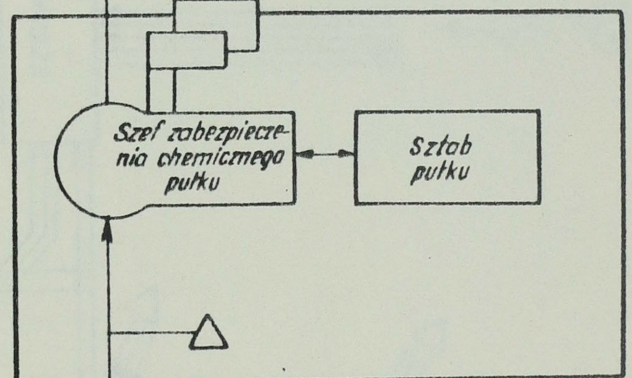 Szef zabezpiecze-
nia chemicznego
pułku
Sztab
pułku